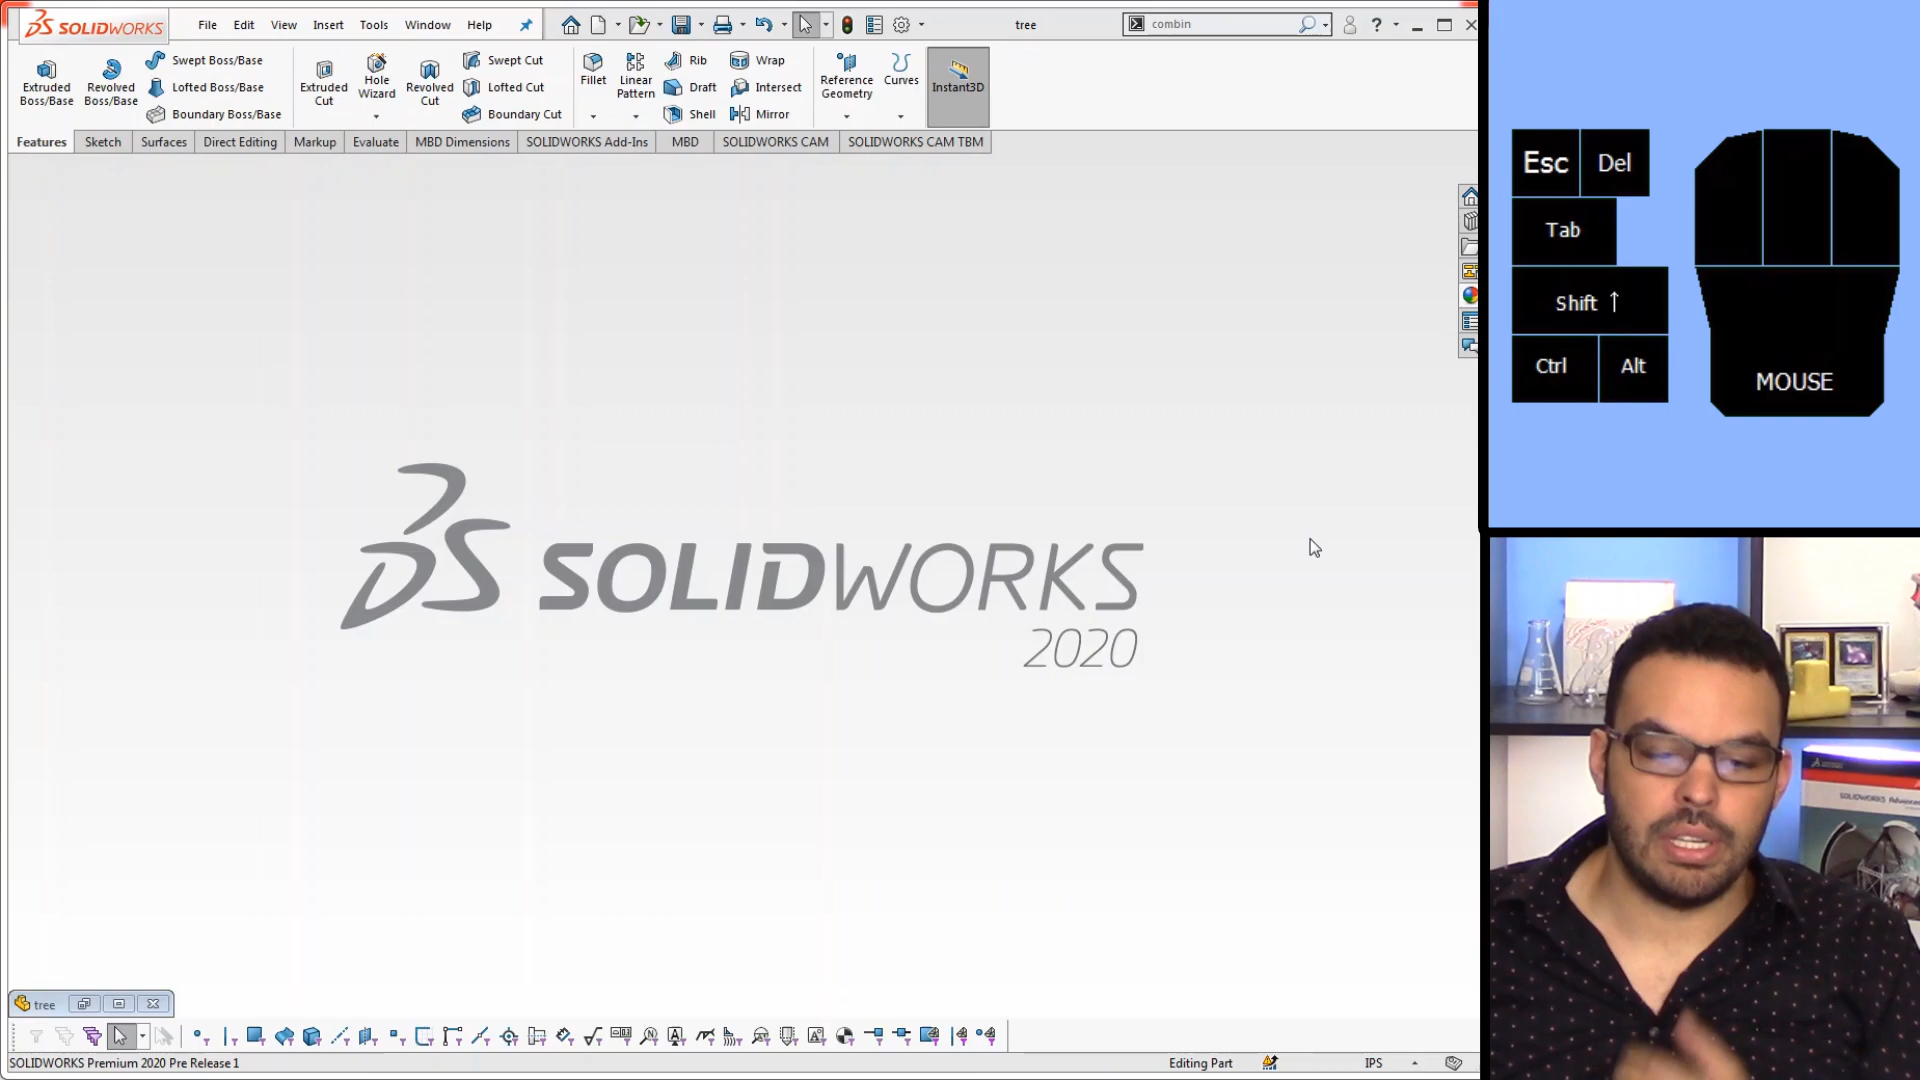 SOLIDWORKS File Edit View Insert Tools Window Help tree combin ?
Extruded Boss/Base
Revolved Boss/Base
Swept Boss/Base
Lofted Boss/Base
Boundary Boss/Base
Extruded Cut
Hole Wizard
Revolved Cut
Swept Cut
Lofted Cut
Boundary Cut
Fillet
Linear Pattern
Rib
Draft
Shell
Wrap
Intersect
Mirror
Reference Geometry
Curves
Instant3D
Features Sketch Surfaces Direct Editing Markup Evaluate MBD Dimensions SOLIDWORKS Add-Ins MBD SOLIDWORKS CAM SOLIDWORKS CAM TBM
Esc Del
Tab
Shift ↑
Ctrl Alt
MOUSE
SOLIDWORKS
2020
SOLIDWORKS
tree
SOLIDWORKS Premium 2020 Pre Release 1
Editing Part
IPS